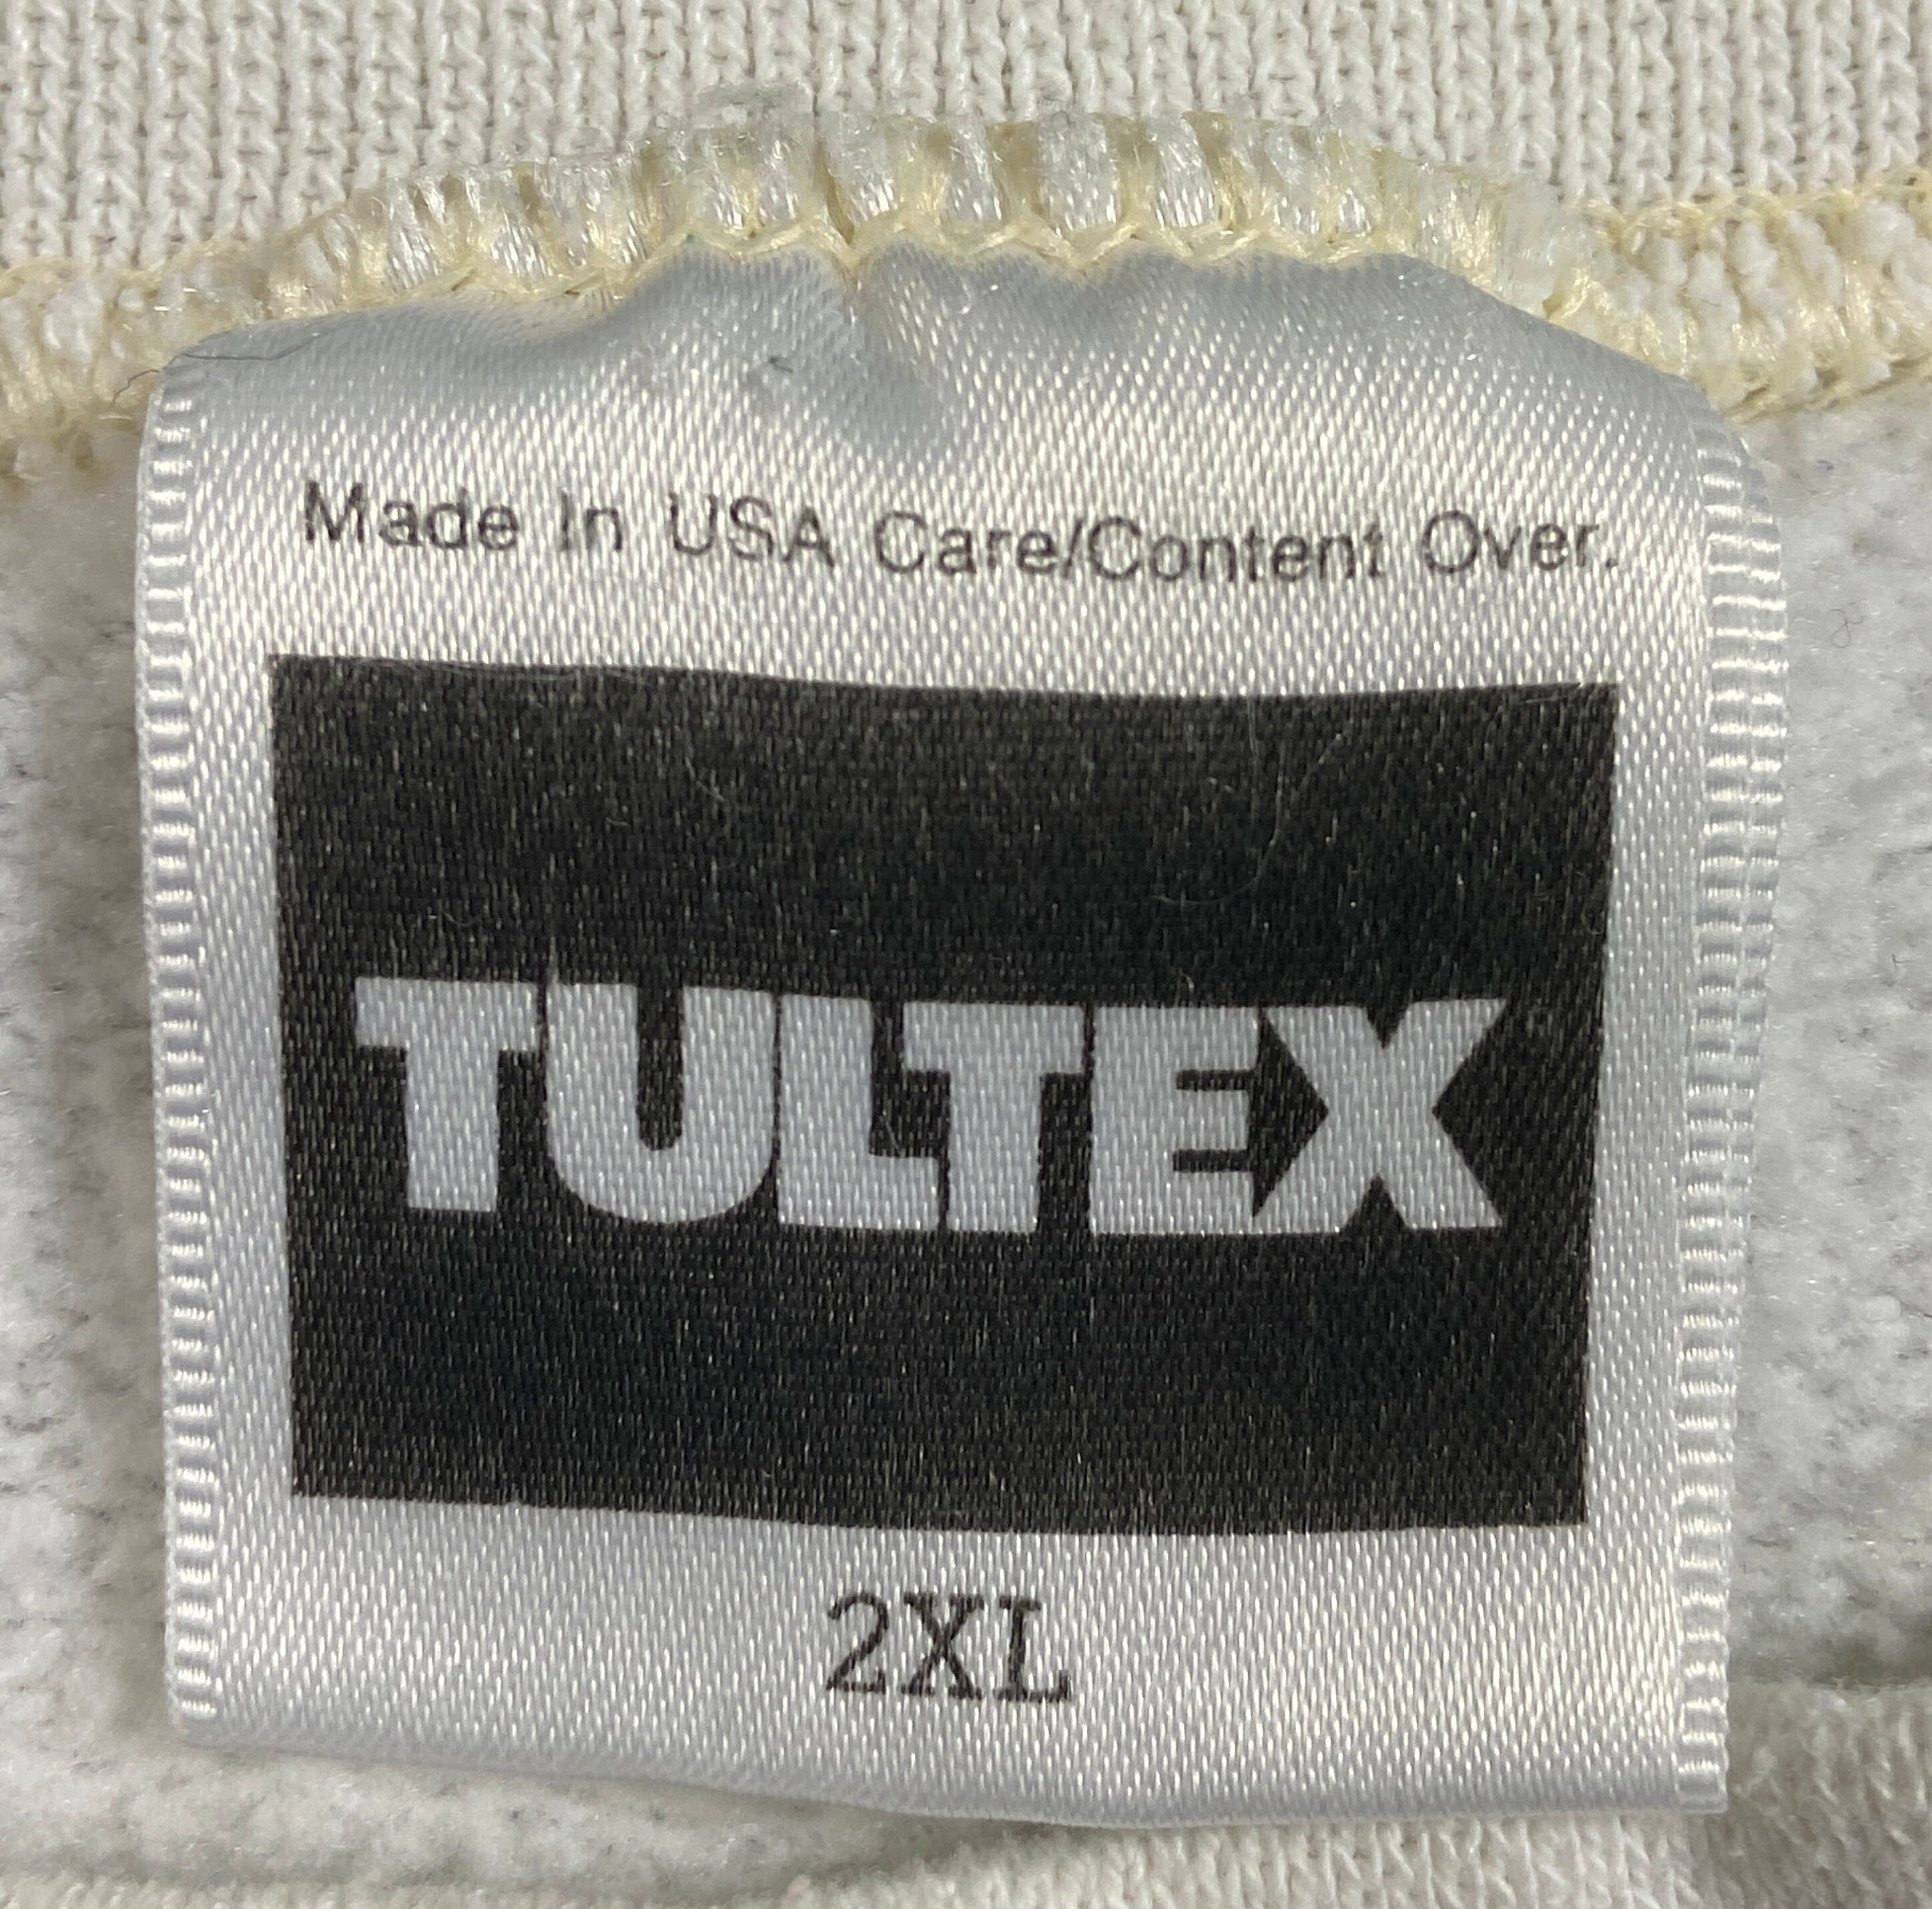 Made In USA Care/Content Over.
TULTEX
2XL